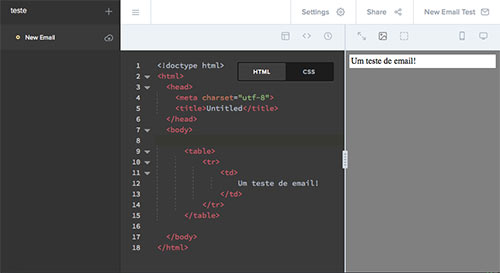 teste
Settings
Share
New Email Test
New Email
HTML
CSS
1 <!doctype html>
2 <html>
3 <head>
4 <meta charset="utf-8">
5 <title>Untitled</title>
6 </head>
7 <body>
8
9 <table>
10 <tr>
11 <td>
12 Um teste de email!
13 </td>
14 </tr>
15 </table>
16
17 </body>
18 </html>
Um teste de email!